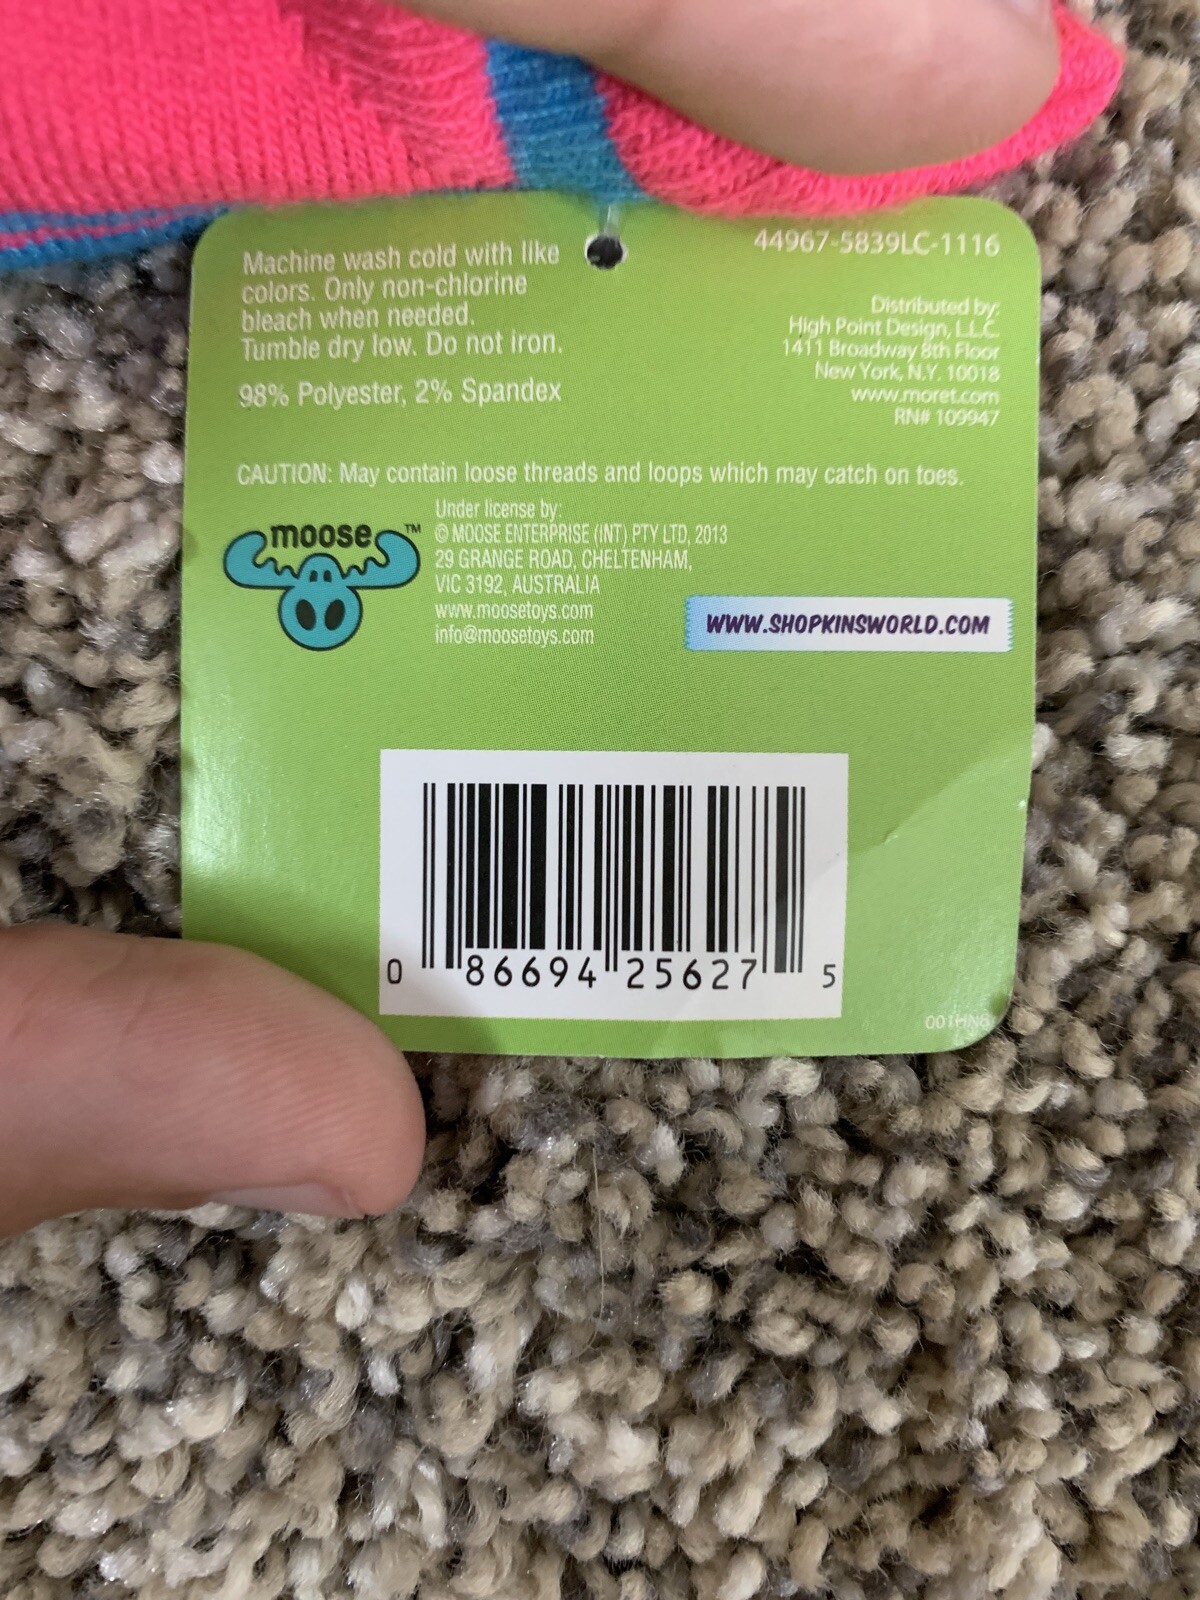 Machine wash cold with like
colors. Only non-chlorine
bleach when needed.
Tumble dry low. Do not iron.
98% Polyester, 2% Spandex
44967-5839LC-1116
Distributed by:
High Point Design, L.L.C.
1411 Broadway 8th Floor
New York, N.Y. 10018
www.moret.com
RN# 109947
CAUTION: May contain loose threads and loops which may catch on toes.
moose™
Under license by:
© MOOSE ENTERPRISE (INT) PTY LTD, 2013
29 GRANGE ROAD, CHELTENHAM,
VIC 3192, AUSTRALIA
www.moosetoys.com
info@moosetoys.com
WWW.SHOPKINSWORLD.COM
0 86694 25627 5